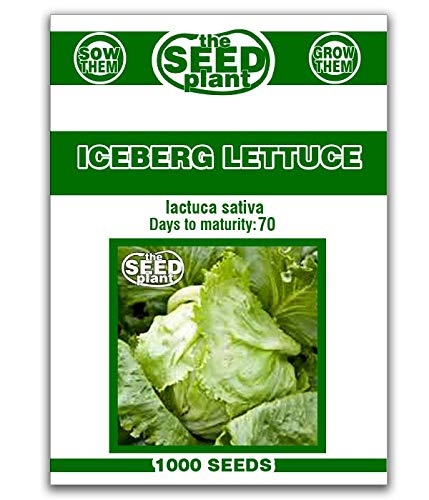 SOW THEM
the
SEED
plant
GROW THEM
ICEBERG LETTUCE
lactuca sativa
Days to maturity:70
the
SEED
plant
1000 SEEDS